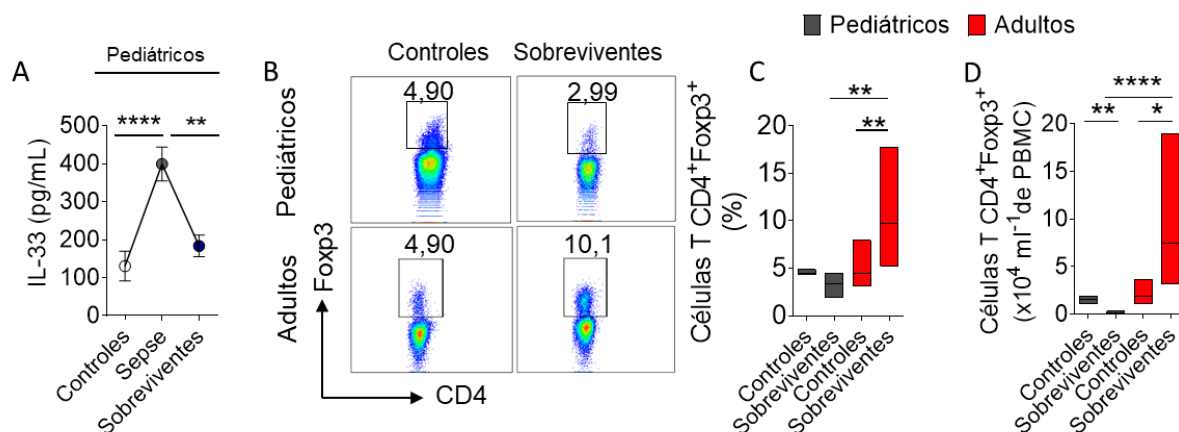 Pediátricos Adultos
A
Pediátricos
**** **
IL-33 (pg/mL)
500
400
300
200
100
0
Controles
Sepse
Sobreviventes
B
Controles Sobreviventes
Pediátricos
4,90 2,99
Adultos
4,90 10,1
Foxp3
CD4
C
**
**
Células T CD4+Foxp3+
(%)
20
15
10
5
0
Controles
Sobreviventes
Controles
Sobreviventes
D
****
** *
Células T CD4+Foxp3+
(x10⁴ ml⁻¹ de PBMC)
20
15
10
5
0
Controles
Sobreviventes
Controles
Sobreviventes